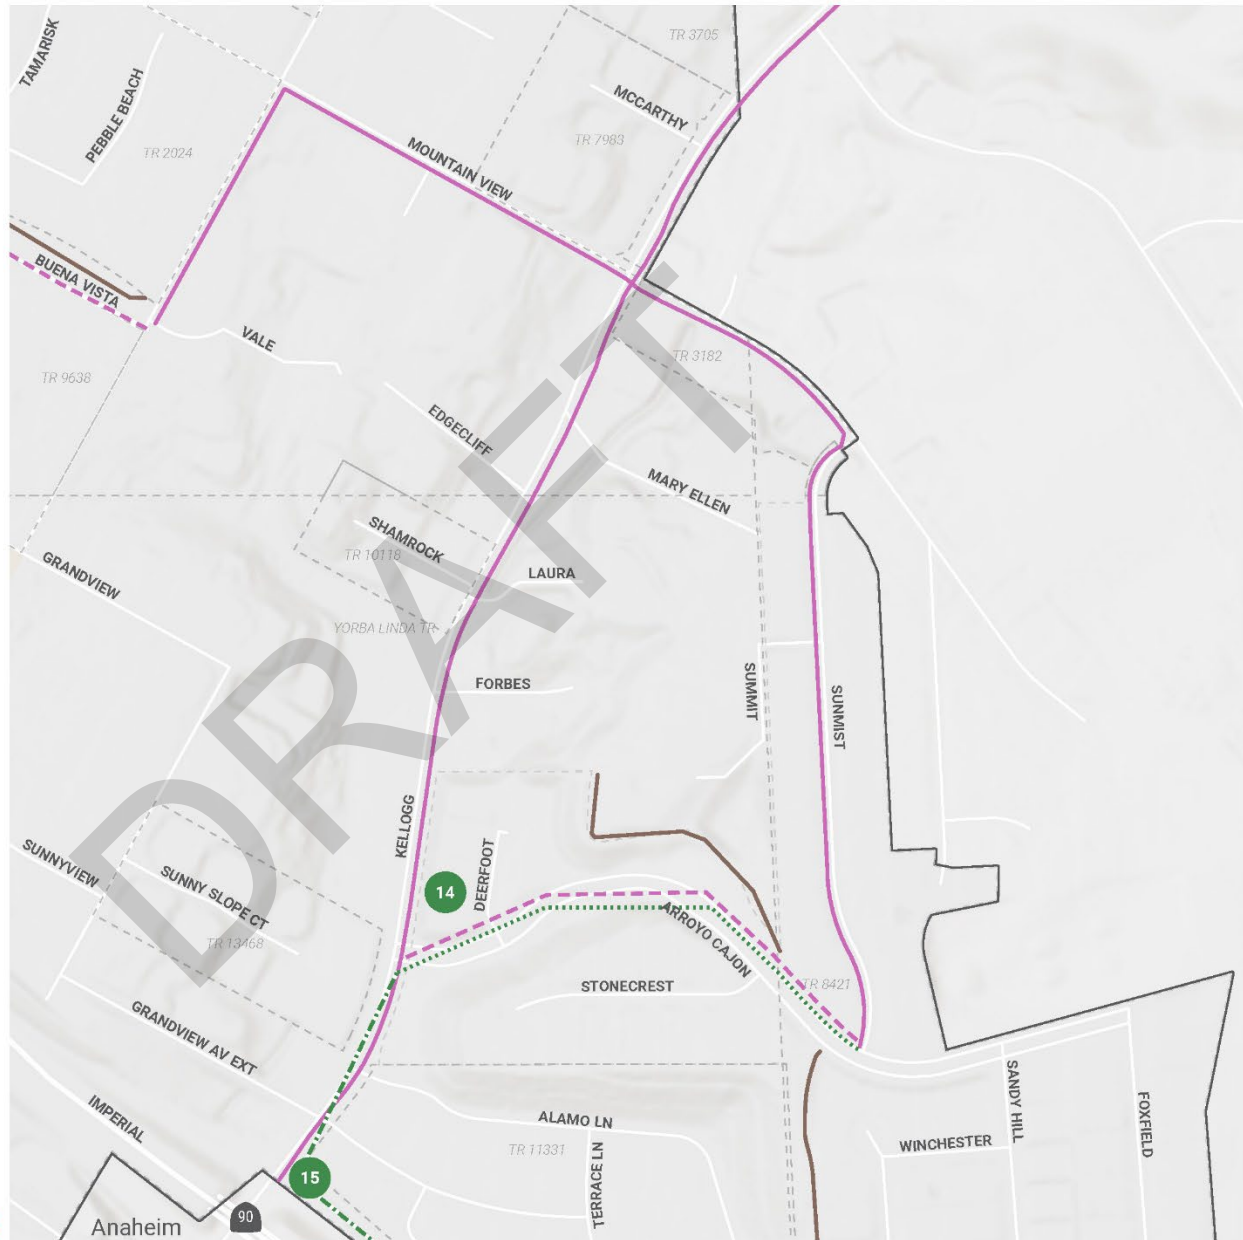 TR 3705
TAMARISK
PEBBLE BEACH
MCCARTHY
TR 7983
TR 2024
MOUNTAIN VIEW
BUENA VISTA
VALE
TR 3182
TR 9638
EDGECLIFF
MARY ELLEN
SHAMROCK
TR 10118
LAURA
GRANDVIEW
YORBA LINDA TR
FORBES
SUMMIT
SUNMIST
DRAFT
KELLOGG
SUNNYVIEW
SUNNY SLOPE CT
DEERFOOT
14
ARROYO CAJON
TR 13468
STONECREST
TR 8421
GRANDVIEW AV EXT
IMPERIAL
ALAMO LN
SANDY HILL
FOXFIELD
TR 11331
TERRACE LN
WINCHESTER
15
90
Anaheim